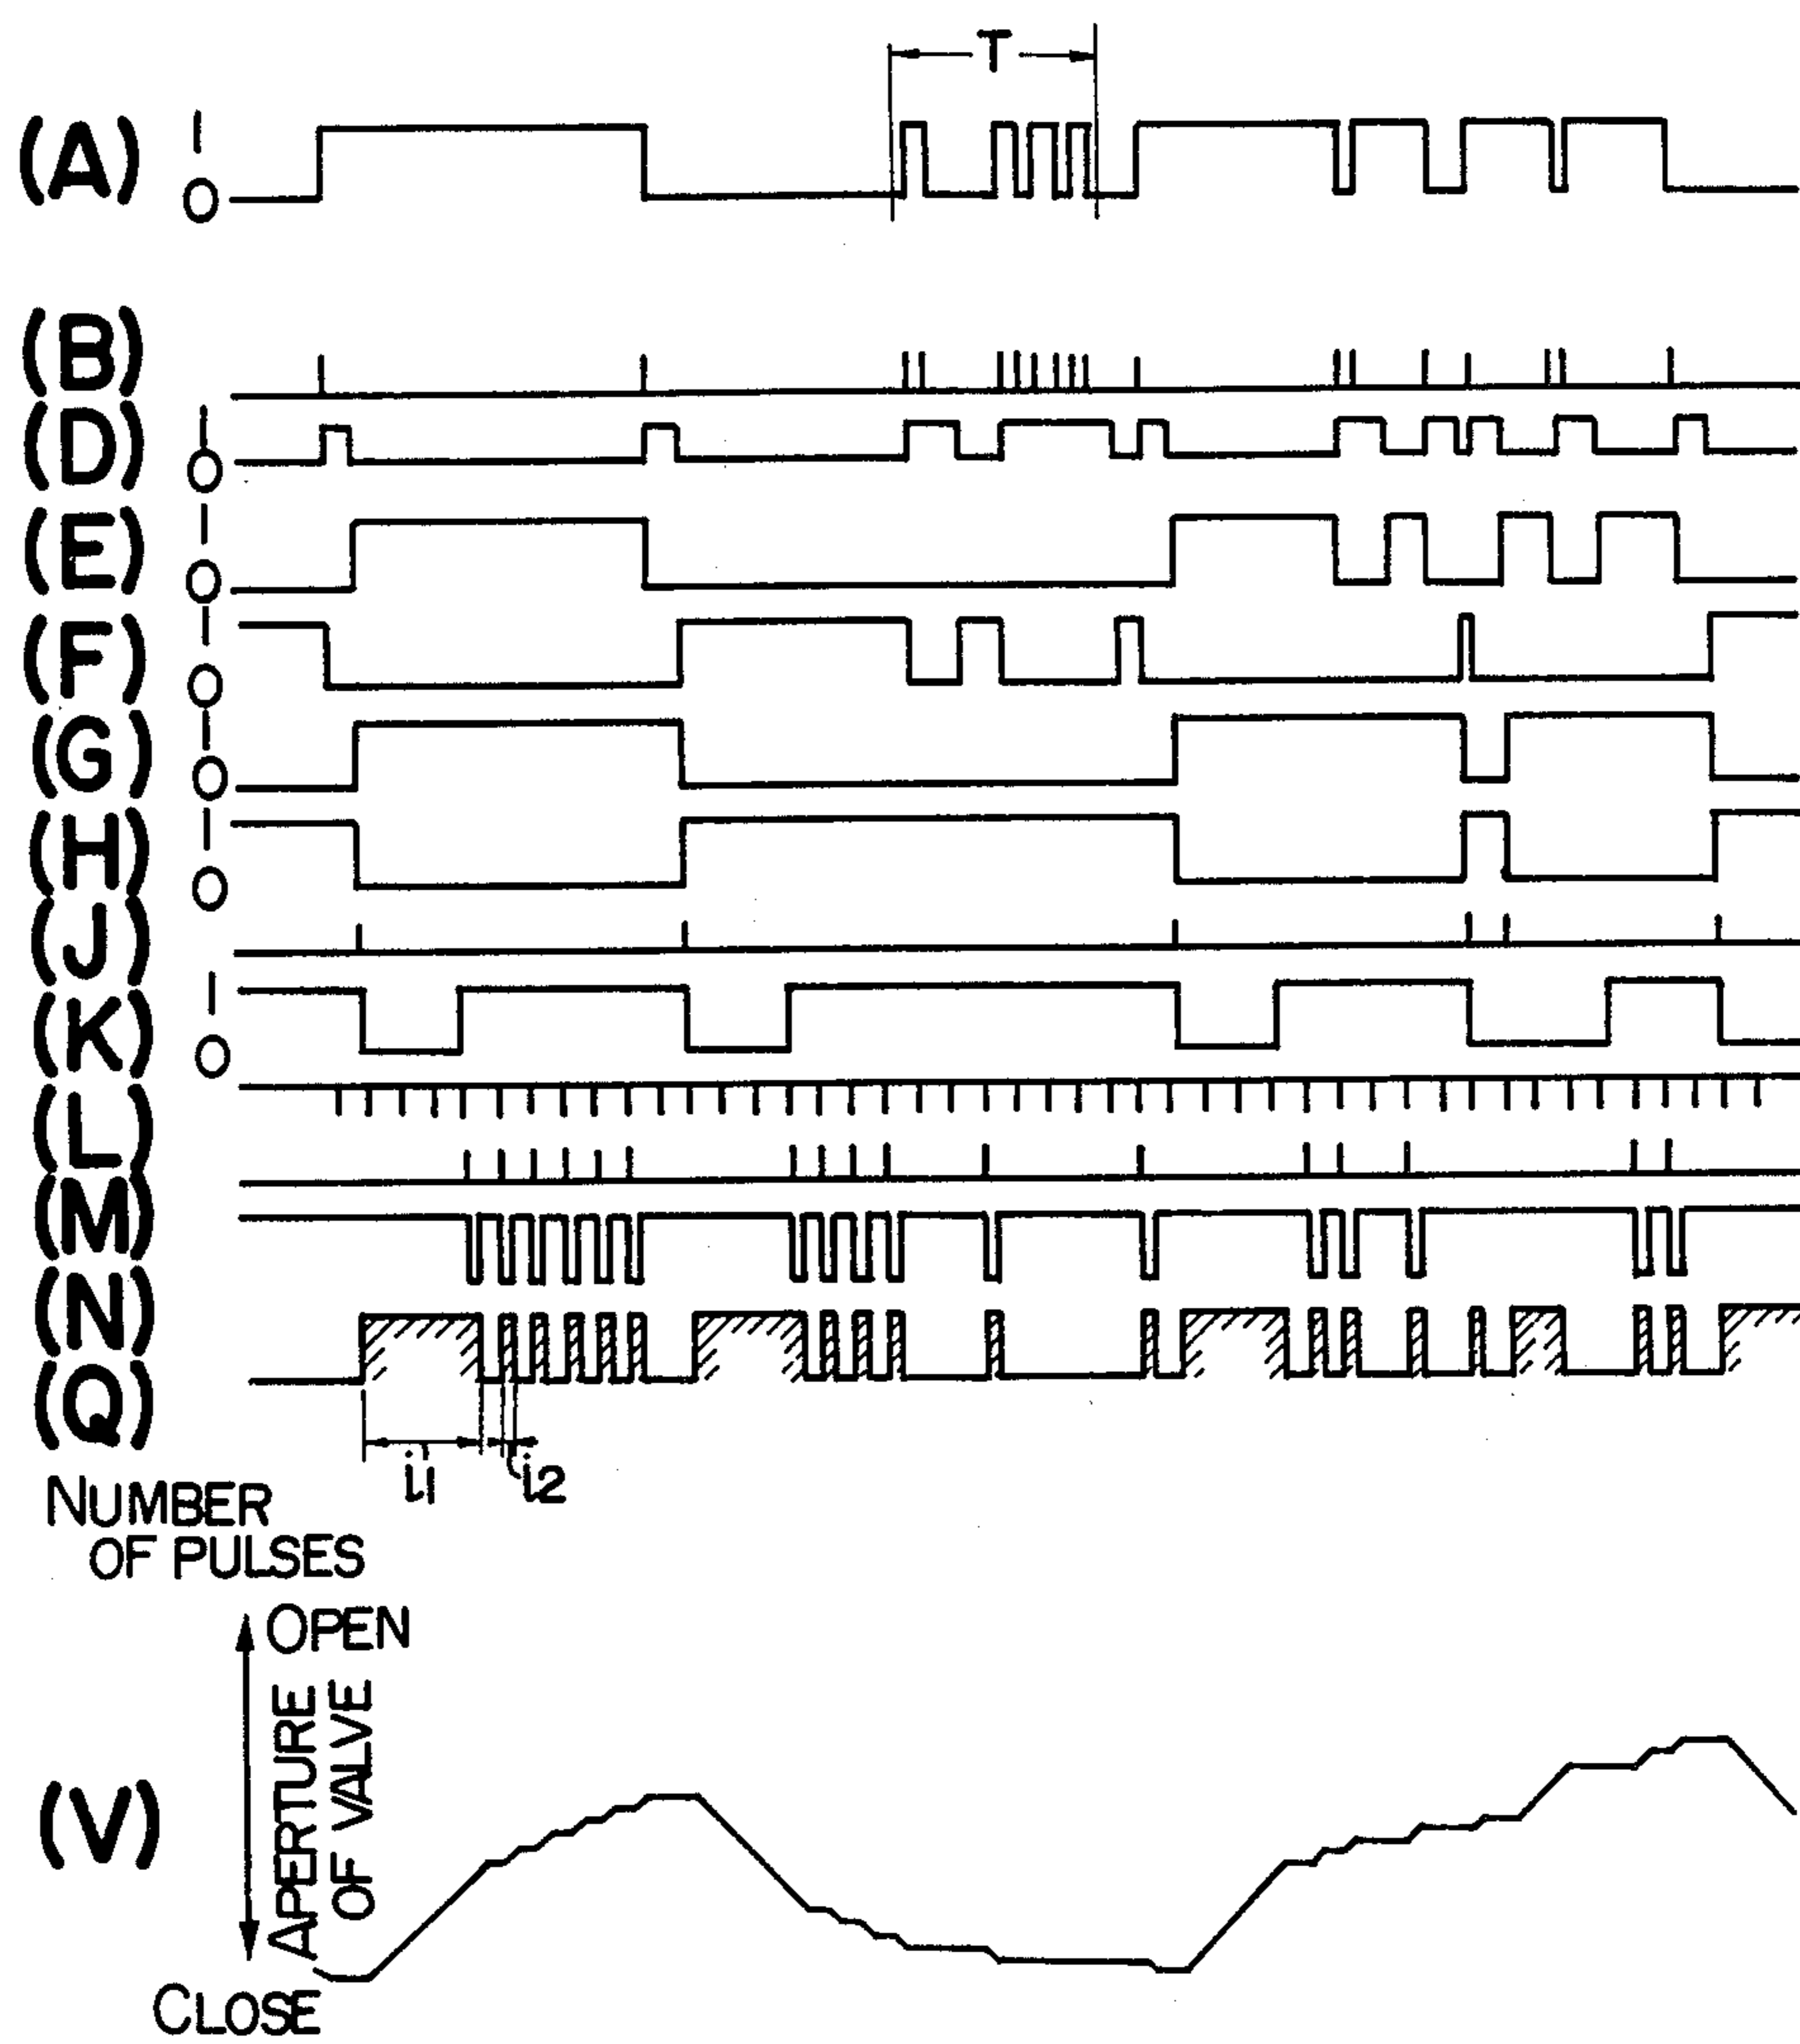 T
(A) 1
0
(B)
(D) 1
0
(E) 1
0
(F) 1
0
(G) 1
0
(H) 1
0
(J)
(K) 1
0
(L)
(M)
(N)
(Q)
i1 i2
NUMBER
OF PULSES
OPEN
APERTURE
OF VALVE
(V)
CLOSE